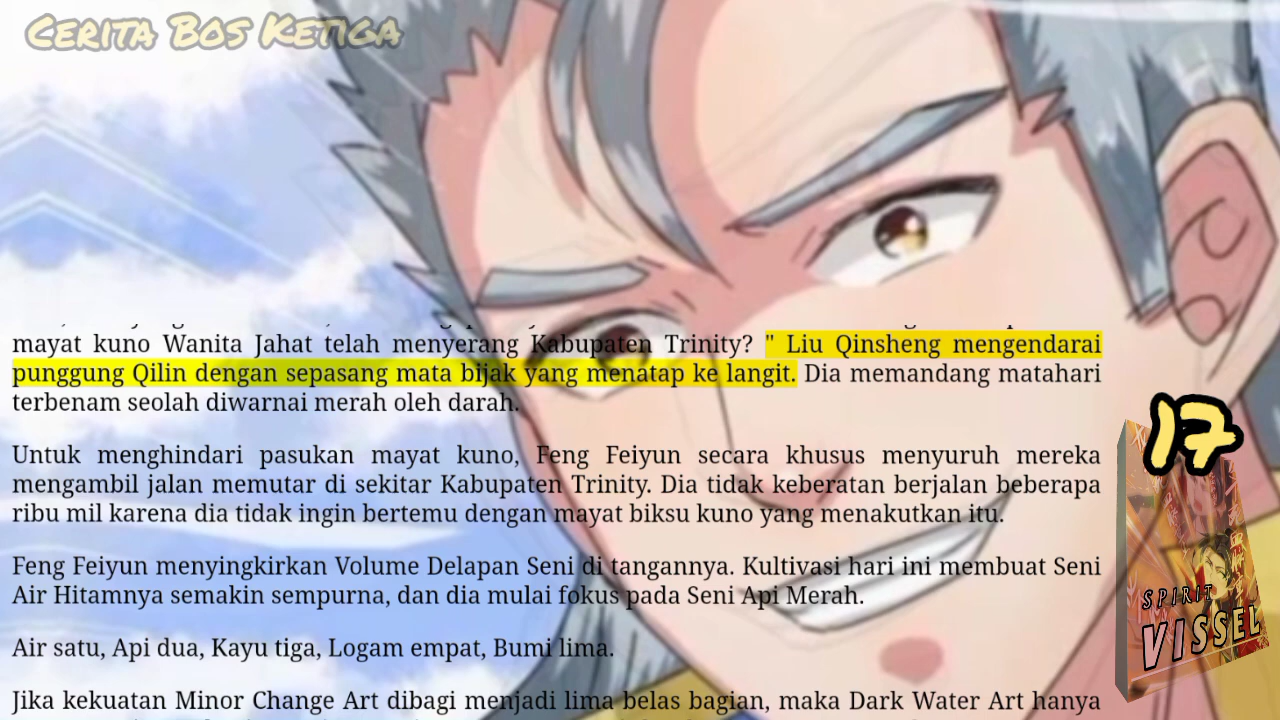 CERITA BOS KETIGA
mayat kuno Wanita Jahat telah menyerang Kabupaten Trinity? " Liu Qinsheng mengendarai
punggung Qilin dengan sepasang mata bijak yang menatap ke langit. Dia memandang matahari
terbenam seolah diwarnai merah oleh darah.
Untuk menghindari pasukan mayat kuno, Feng Feiyun secara khusus menyuruh mereka
mengambil jalan memutar di sekitar Kabupaten Trinity. Dia tidak keberatan berjalan beberapa
ribu mil karena dia tidak ingin bertemu dengan mayat biksu kuno yang menakutkan itu.
Feng Feiyun menyingkirkan Volume Delapan Seni di tangannya. Kultivasi hari ini membuat Seni
Air Hitamnya semakin sempurna, dan dia mulai fokus pada Seni Api Merah.
Air satu, Api dua, Kayu tiga, Logam empat, Bumi lima.
Jika kekuatan Minor Change Art dibagi menjadi lima belas bagian, maka Dark Water Art hanya
17
SPIRIT
VISSEL